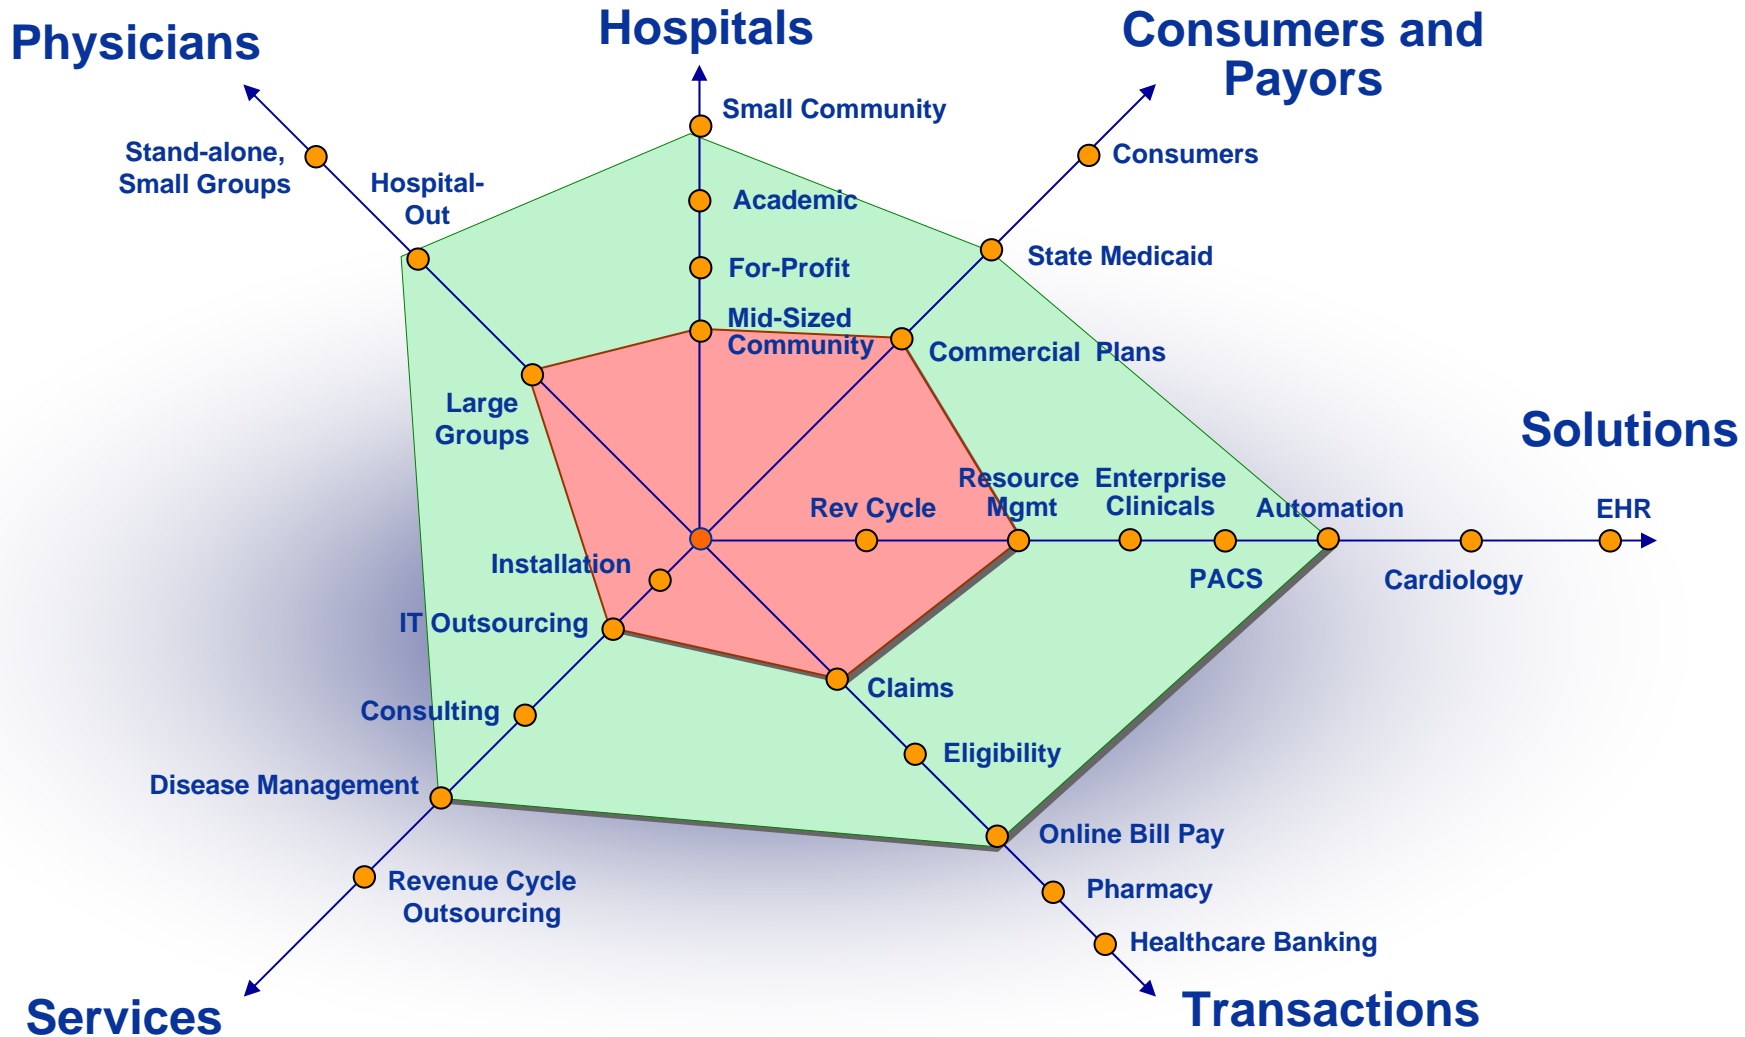 Physicians
Hospitals
Consumers and
Payors
Small Community
Stand-alone,
Small Groups
Hospital-
Out
Consumers
Academic
State Medicaid
For-Profit
Mid-Sized
Community
Commercial Plans
Large
Groups
Solutions
Rev Cycle
Resource
Mgmt
Enterprise
Clinicals
Automation
EHR
PACS
Cardiology
Installation
IT Outsourcing
Claims
Consulting
Eligibility
Disease Management
Online Bill Pay
Revenue Cycle
Outsourcing
Pharmacy
Healthcare Banking
Services
Transactions